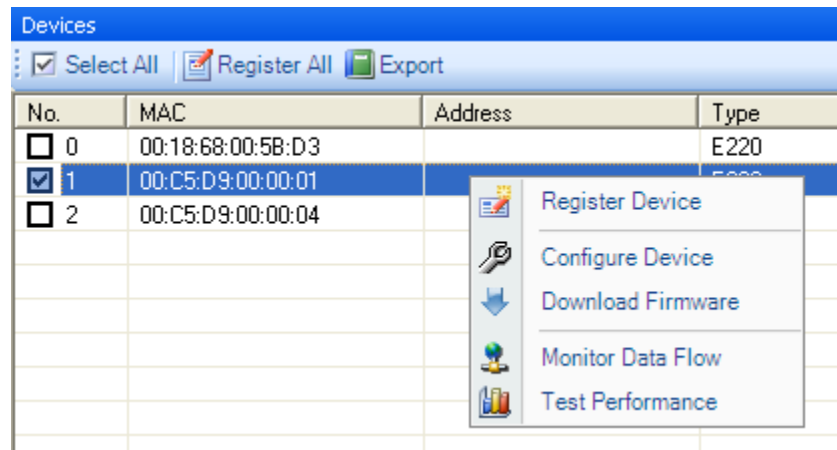 Devices
Select All Register All Export
No. MAC Address Type
0 00:18:68:00:5B:D3 E220
1 00:C5:D9:00:00:01
Register Device
2 00:C5:D9:00:00:04
Configure Device
Download Firmware
Monitor Data Flow
Test Performance